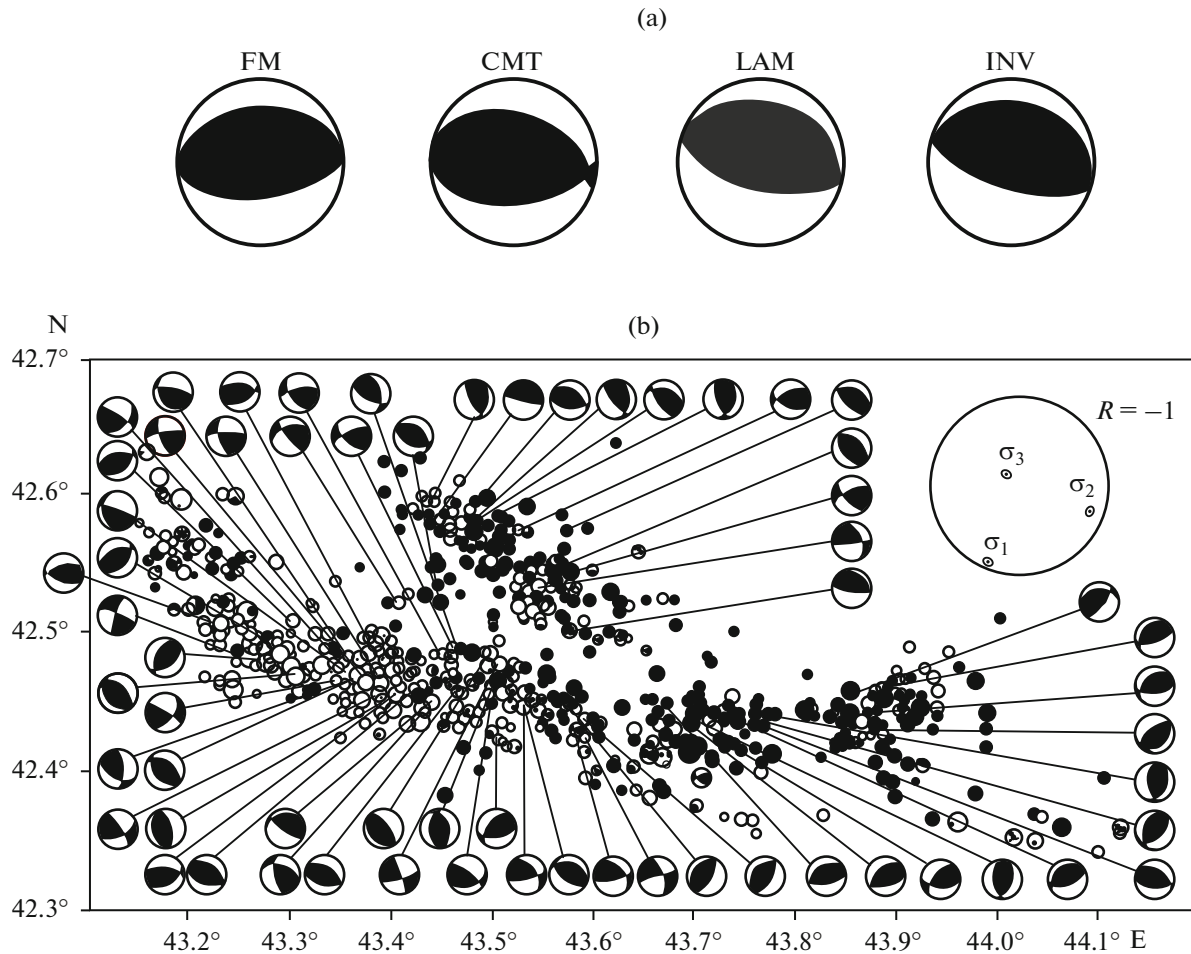 (a)
FM CMT LAM INV
(b)
N
42.7°
42.6°
42.5°
42.4°
42.3°
R = −1
σ3
σ2
σ1
43.2° 43.3° 43.4° 43.5° 43.6° 43.7° 43.8° 43.9° 44.0° 44.1° E